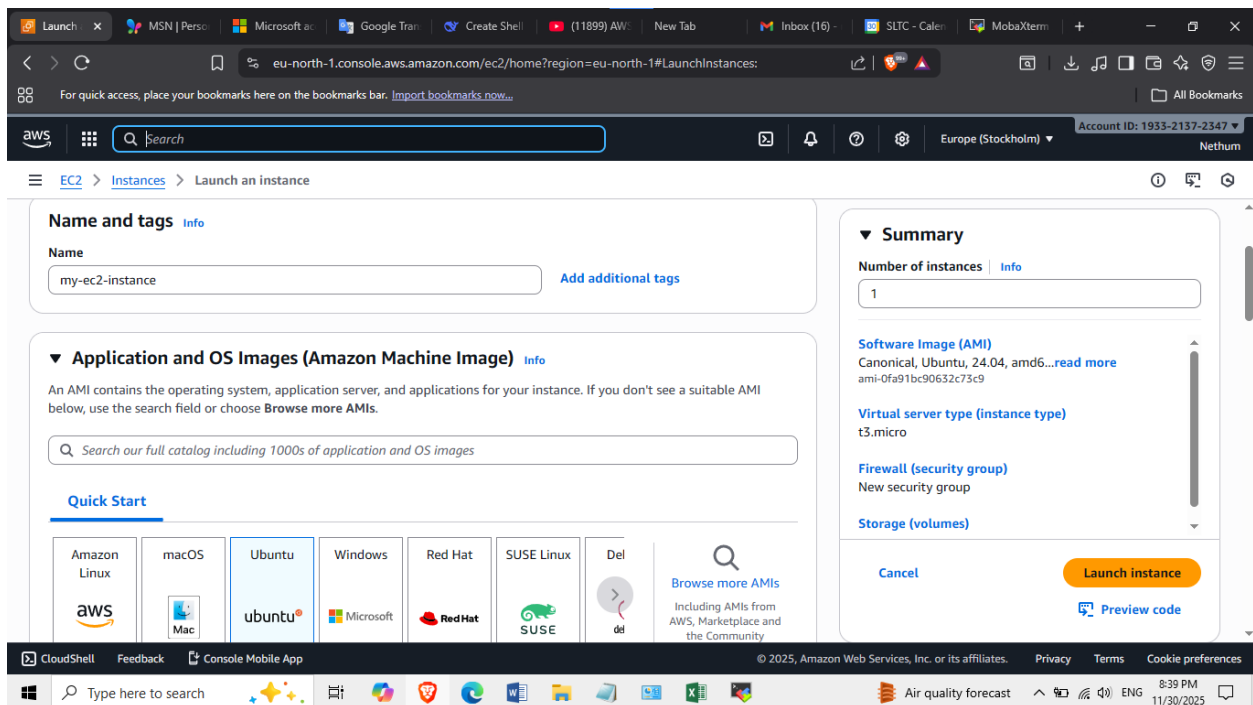 Launch
MSN | Perso
Microsoft ac
Google Tran
Create Shell
(11899) AWS
New Tab
Inbox (16) -
SLTC - Calen
MobaXterm
eu-north-1.console.aws.amazon.com/ec2/home?region=eu-north-1#LaunchInstances:
For quick access, place your bookmarks here on the bookmarks bar. Import bookmarks now...
All Bookmarks
aws
Search
Europe (Stockholm) ▼
Account ID: 1933-2137-2347 ▼
Nethum
EC2 > Instances > Launch an instance
Name and tags Info
Name
my-ec2-instance
Add additional tags
▼ Application and OS Images (Amazon Machine Image) Info
An AMI contains the operating system, application server, and applications for your instance. If you don't see a suitable AMI
below, use the search field or choose Browse more AMIs.
Search our full catalog including 1000s of application and OS images
Quick Start
Amazon
Linux
aws
macOS
Mac
Ubuntu
ubuntu
Windows
Microsoft
Red Hat
RedHat
SUSE Linux
SUSE
Del
del
Browse more AMIs
Including AMIs from
AWS, Marketplace and
the Community
▼ Summary
Number of instances Info
1
Software Image (AMI)
Canonical, Ubuntu, 24.04, amd6...read more
ami-0fa91bc90632c73c9
Virtual server type (instance type)
t3.micro
Firewall (security group)
New security group
Storage (volumes)
Cancel
Launch instance
Preview code
CloudShell
Feedback
Console Mobile App
© 2025, Amazon Web Services, Inc. or its affiliates.
Privacy
Terms
Cookie preferences
Type here to search
Air quality forecast
ENG
8:39 PM
11/30/2025